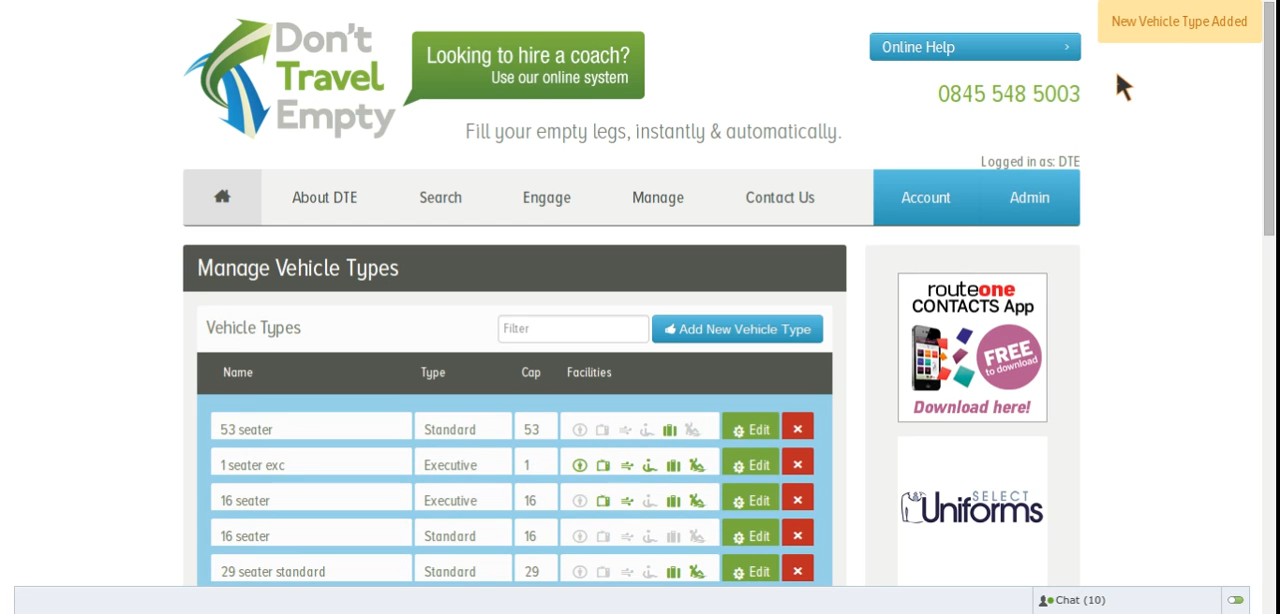 Don't
Travel
Empty
Looking to hire a coach?
Use our online system
Fill your empty legs, instantly & automatically.
Online Help
New Vehicle Type Added
0845 548 5003
Logged in as: DTE
About DTE
Search
Engage
Manage
Contact Us
Account
Admin
Manage Vehicle Types
Vehicle Types
Filter
Add New Vehicle Type
Name Type Cap Facilities
53 seater Standard 53 Edit
1 seater exc Executive 1 Edit
16 seater Executive 16 Edit
16 seater Standard 16 Edit
29 seater standard Standard 29 Edit
routeone
CONTACTS App
FREE
to download
Download here!
SELECT
Uniforms
Chat (10)